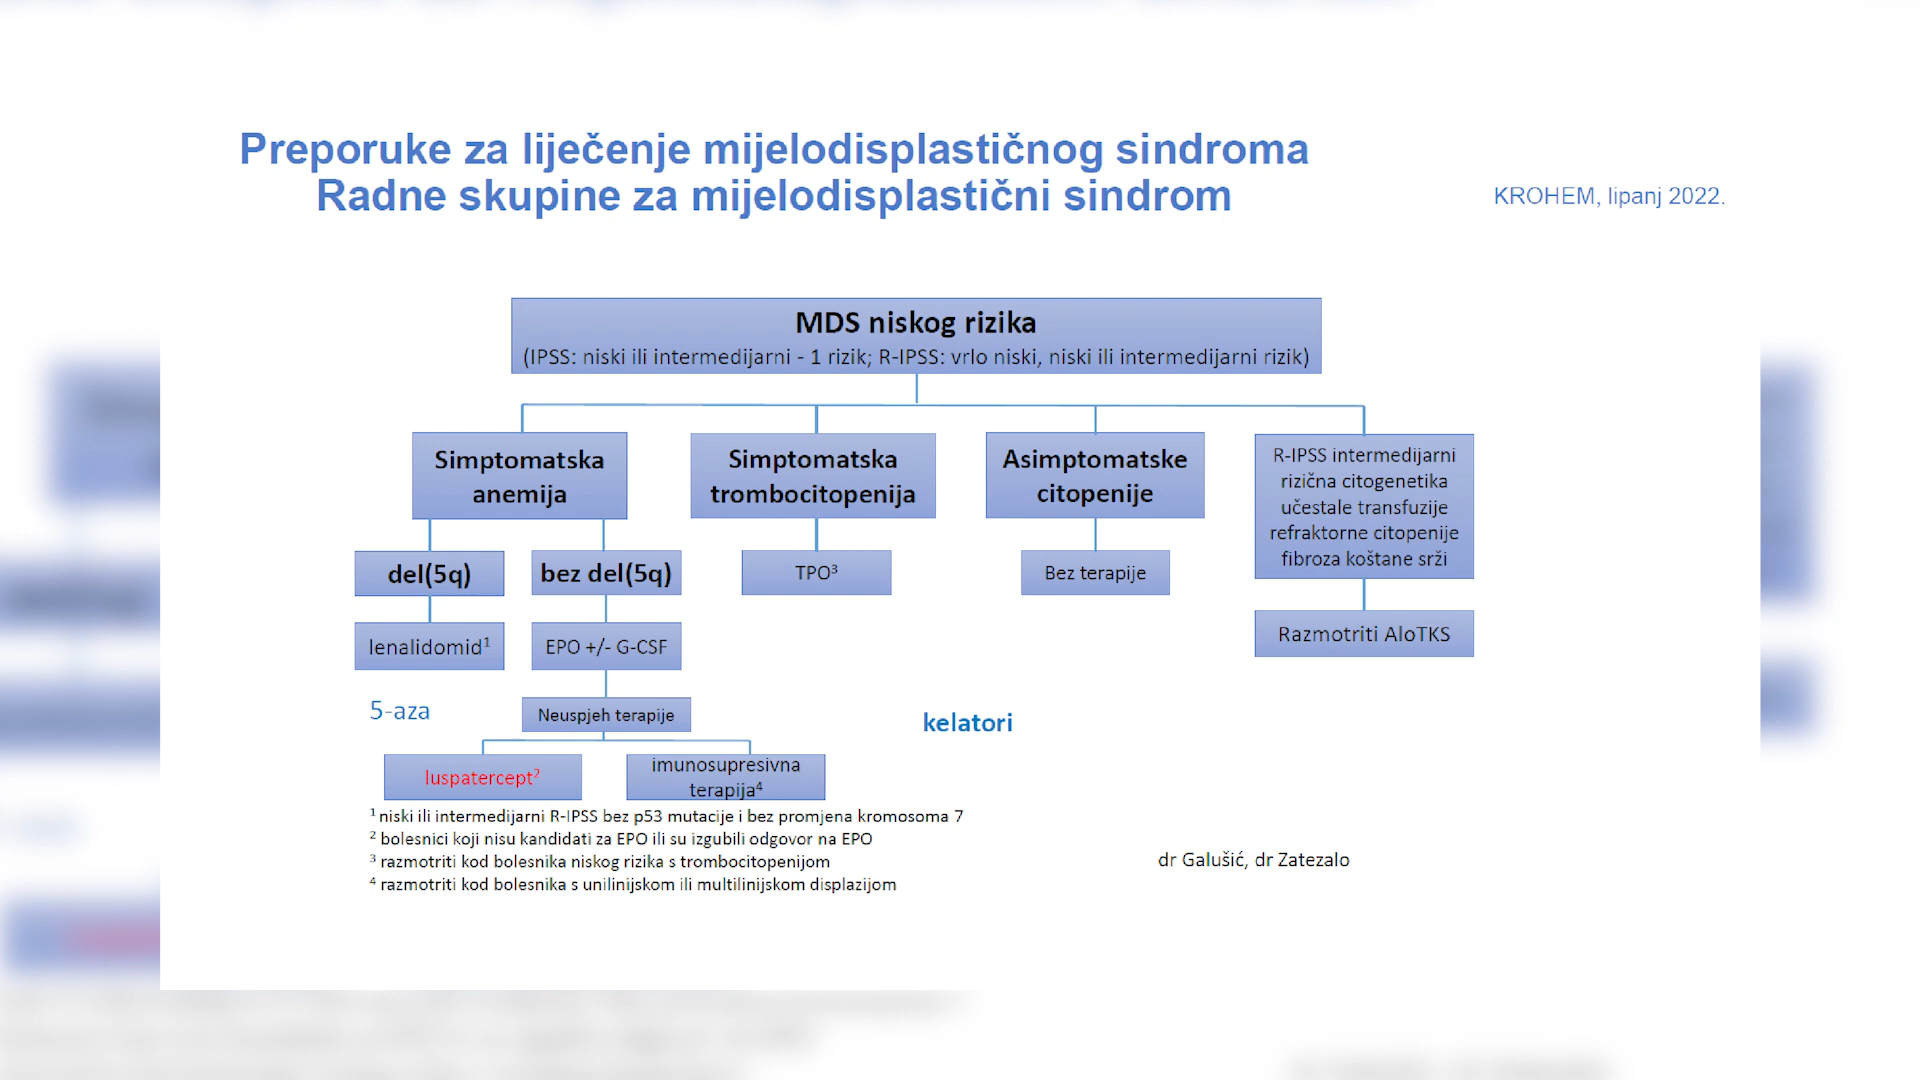 Preporuke za liječenje mijelodisplastičnog sindroma
Radne skupine za mijelodisplastični sindrom
KROHEM, lipanj 2022.
MDS niskog rizika
(IPSS: niski ili intermedijarni - 1 rizik; R-IPSS: vrlo niski, niski ili intermedijarni rizik)
Simptomatska
anemija
Simptomatska
trombocitopenija
Asimptomatske
citopenije
R-IPSS intermedijarni
rizična citogenetika
učestale transfuzije
refraktorne citopenije
fibroza koštane srži
del(5q)
bez del(5q)
TPO³
Bez terapije
lenalidomid¹
EPO +/- G-CSF
Razmotriti AloTKS
5-aza
Neuspjeh terapije
kelatori
luspatercept²
imunosupresivna
terapija⁴
¹ niski ili intermedijarni R-IPSS bez p53 mutacije i bez promjena kromosoma 7
² bolesnici koji nisu kandidati za EPO ili su izgubili odgovor na EPO
³ razmotriti kod bolesnika niskog rizika s trombocitopenijom
⁴ razmotriti kod bolesnika s unilinijskom ili multilinijskom displazijom
dr Galušić, dr Zatezalo